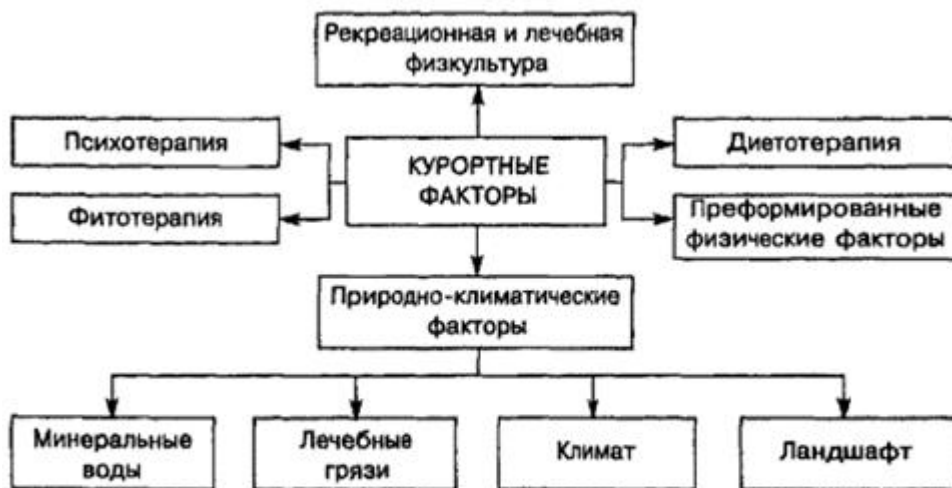 Рекреационная и лечебная
физкультура
Психотерапия
КУРОРТНЫЕ
ФАКТОРЫ
Диетотерапия
Фитотерапия
Преформированные
физические факторы
Природно-климатические
факторы
Минеральные
воды
Лечебные
грязи
Климат
Ландшафт